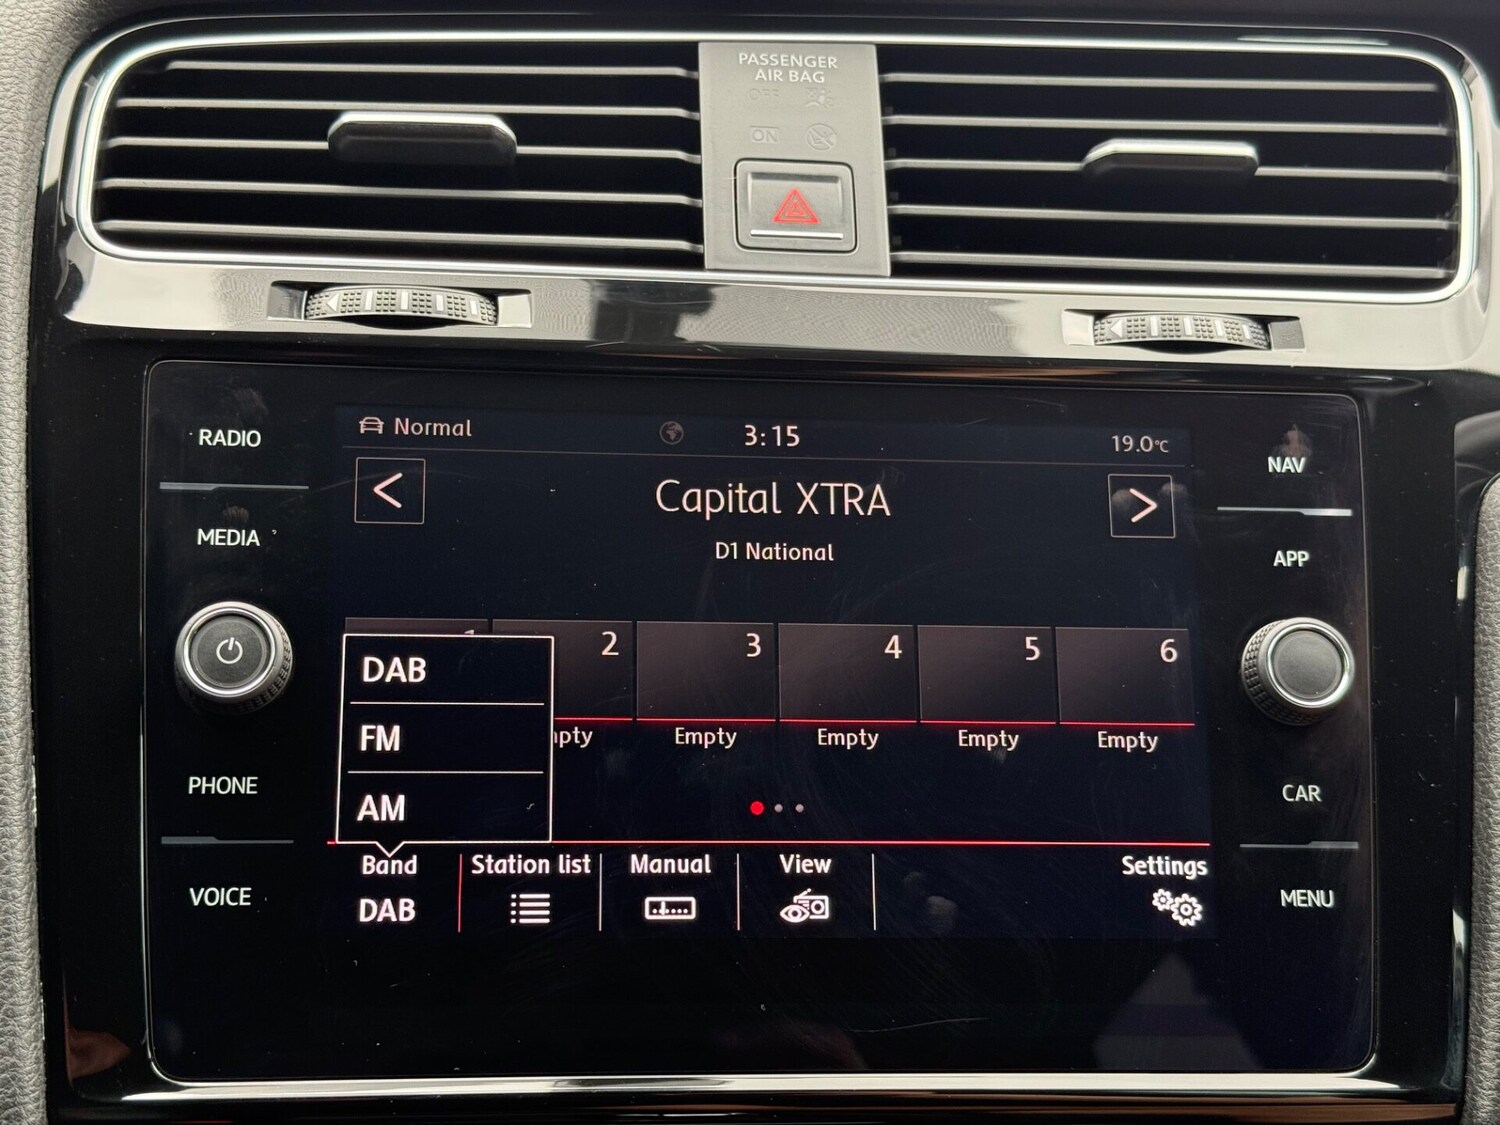 PASSENGER
AIR BAG
OFF
ON
RADIO
MEDIA
PHONE
VOICE
Normal
3:15
19.0°C
Capital XTRA
D1 National
1
2
3
4
5
6
DAB
FM
AM
mpty
Empty
Empty
Empty
Empty
Band
DAB
Station list
Manual
View
Settings
NAV
APP
CAR
MENU